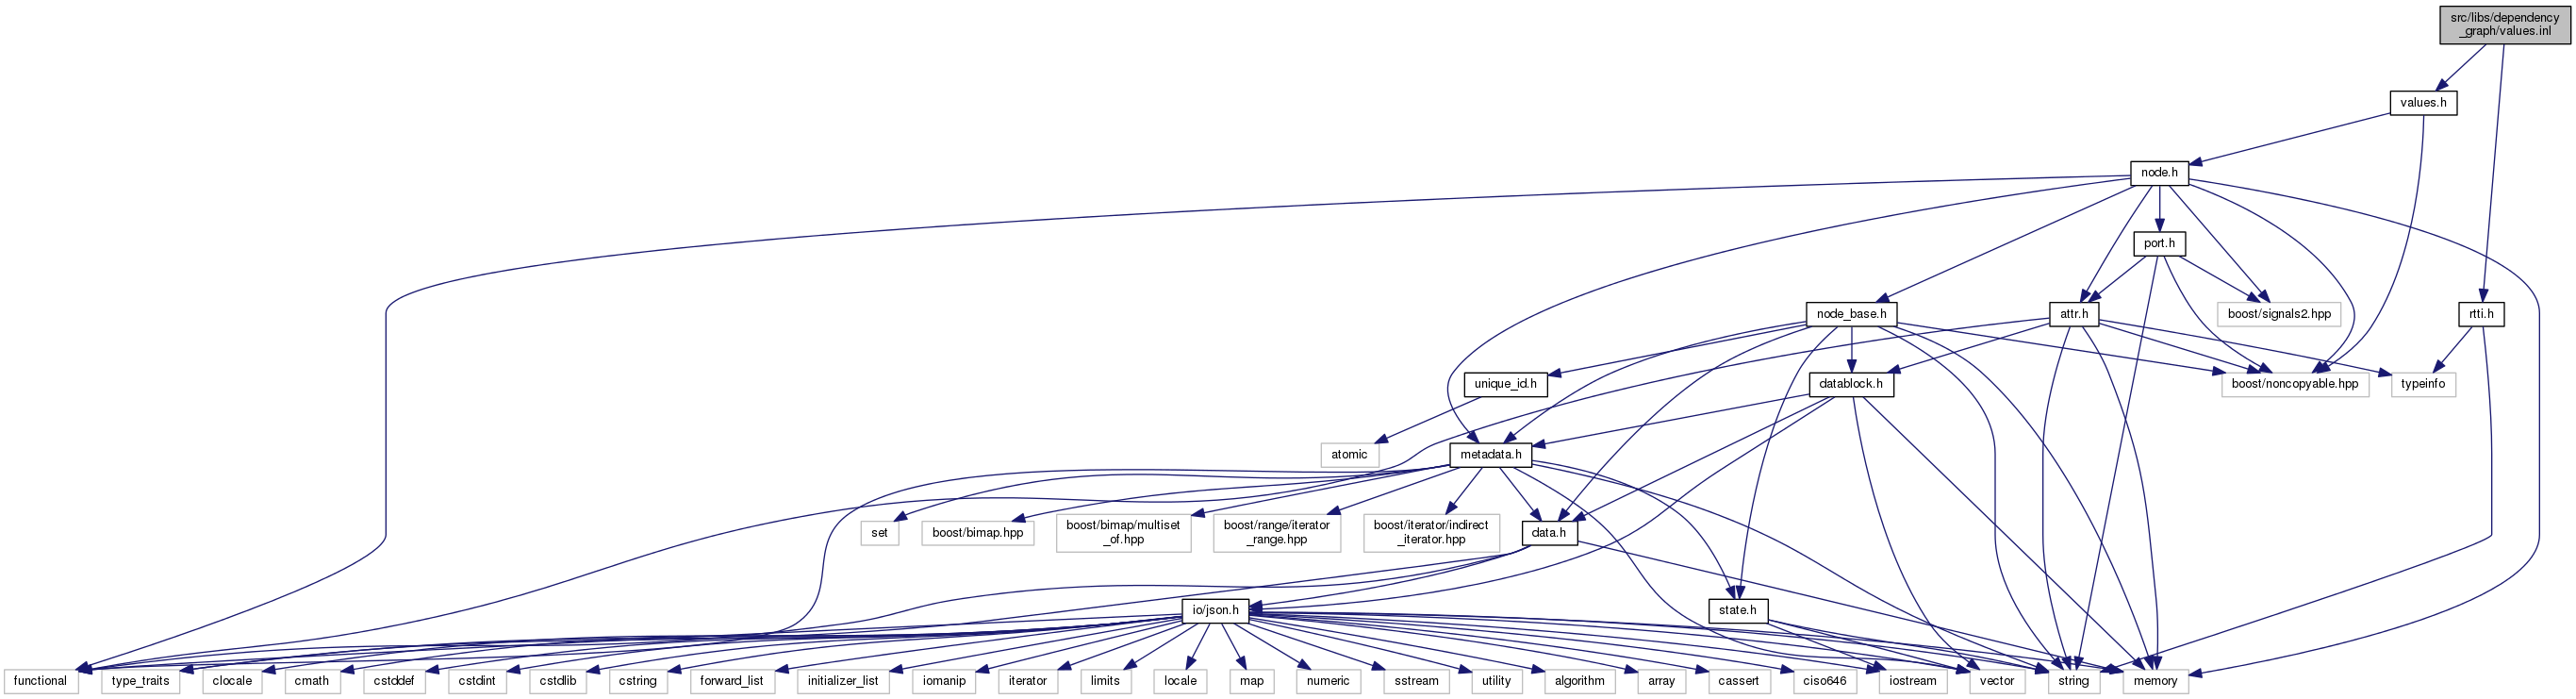 src/libs/dependency
_graph/values.inl
values.h
node.h
port.h
node_base.h
attr.h
boost/signals2.hpp
rtti.h
unique_id.h
datablock.h
boost/noncopyable.hpp
typeinfo
atomic
metadata.h
set
boost/bimap.hpp
boost/bimap/multiset
_of.hpp
boost/range/iterator
_range.hpp
boost/iterator/indirect
_iterator.hpp
data.h
io/json.h
state.h
functional
type_traits
clocale
cmath
cstddef
cstdint
cstdlib
cstring
forward_list
initializer_list
iomanip
iterator
limits
locale
map
numeric
sstream
utility
algorithm
array
cassert
ciso646
iostream
vector
string
memory